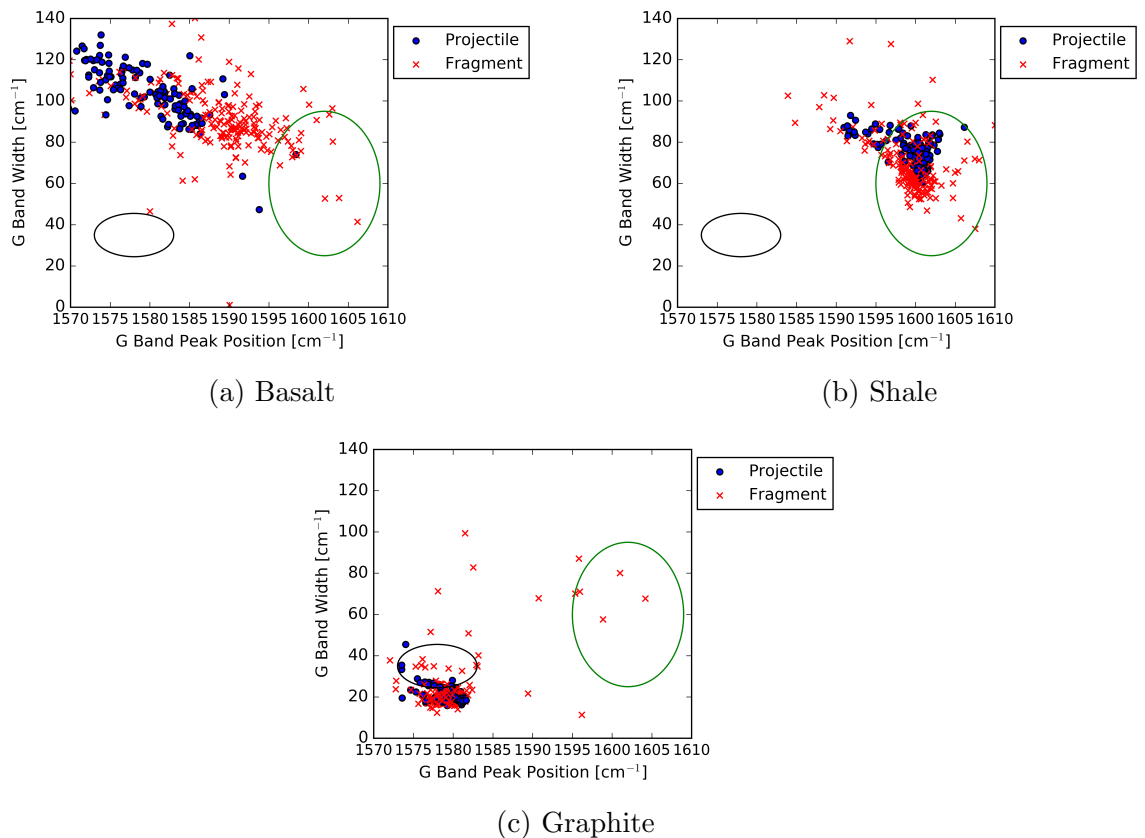 140
120
100
80
60
40
20
0
G Band Width [cm⁻¹]
1570 1575 1580 1585 1590 1595 1600 1605 1610
G Band Peak Position [cm⁻¹]
Projectile
Fragment
(a) Basalt
140
120
100
80
60
40
20
0
G Band Width [cm⁻¹]
1570 1575 1580 1585 1590 1595 1600 1605 1610
G Band Peak Position [cm⁻¹]
Projectile
Fragment
(b) Shale
140
120
100
80
60
40
20
0
G Band Width [cm⁻¹]
1570 1575 1580 1585 1590 1595 1600 1605 1610
G Band Peak Position [cm⁻¹]
Projectile
Fragment
(c) Graphite